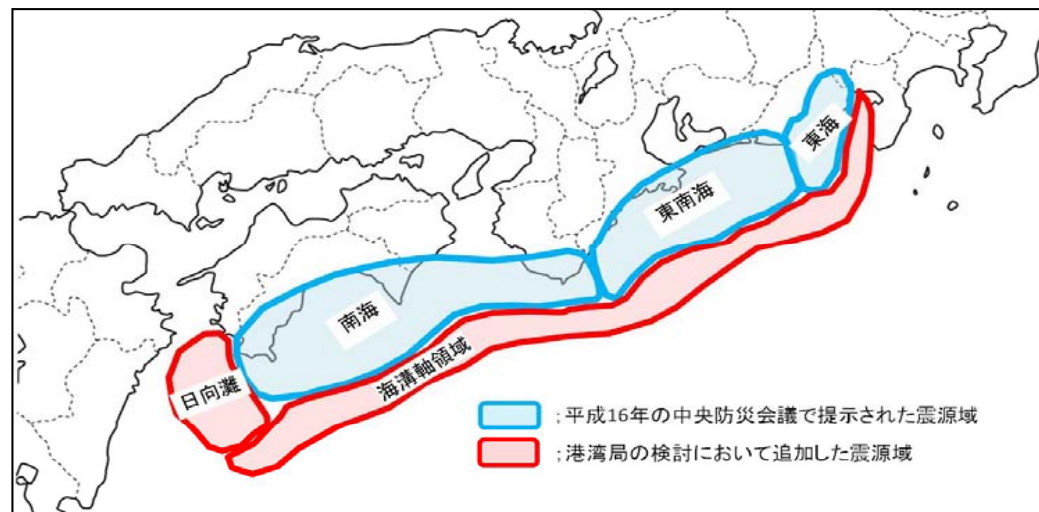 東海
東南海
南海
海溝軸領域
日向灘
；平成16年の中央防災会議で提示された震源域
；港湾局の検討において追加した震源域